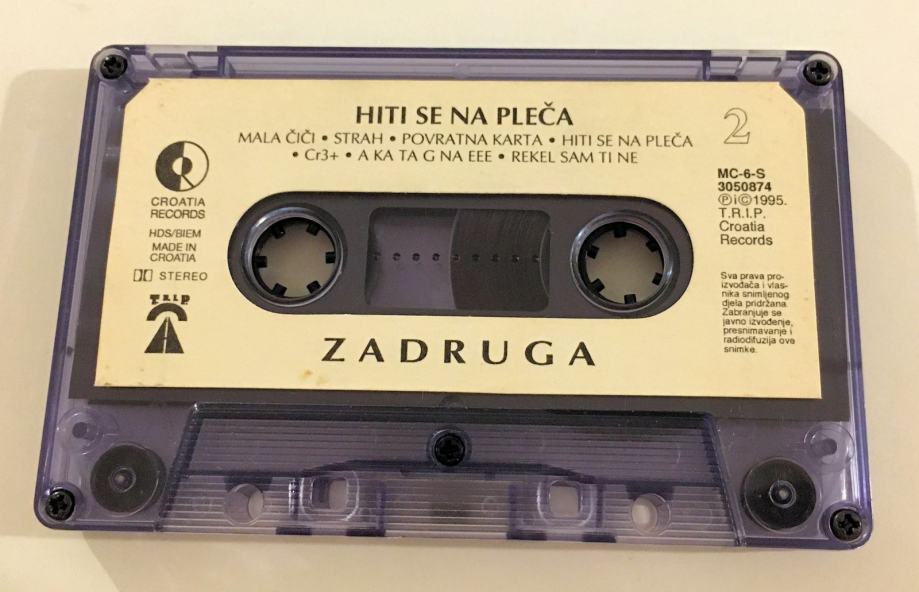 HITI SE NA PLEČA
MALA ČIČI • STRAH • POVRATNA KARTA • HITI SE NA PLEČA
• Cr3+ • A KA TA G NA EEE • REKEL SAM TI NE
2
CROATIA
RECORDS
HDS/BIEM
MADE IN
CROATIA
STEREO
T.R.I.P.
MC-6-S
3050874
Ⓟi©1995.
T.R.I.P.
Croatia
Records
Sva prava pro-
izvođača i vlas-
nika snimljenog
djela pridržana.
Zabranjuje se
javno izvođenje,
presnimavanje i
radiodifuzija ove
snimke.
ZADRUGA